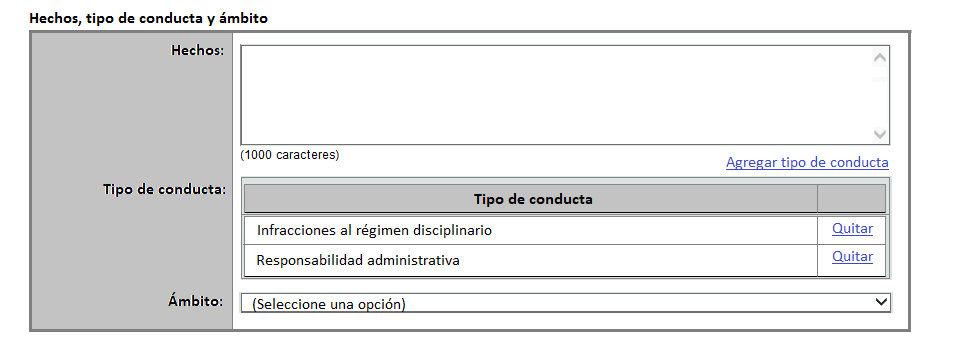 Hechos, tipo de conducta y ámbito
Hechos:
(1000 caracteres)
Agregar tipo de conducta
Tipo de conducta:
Tipo de conducta
Infracciones al régimen disciplinario Quitar
Responsabilidad administrativa Quitar
Ámbito: (Seleccione una opción)